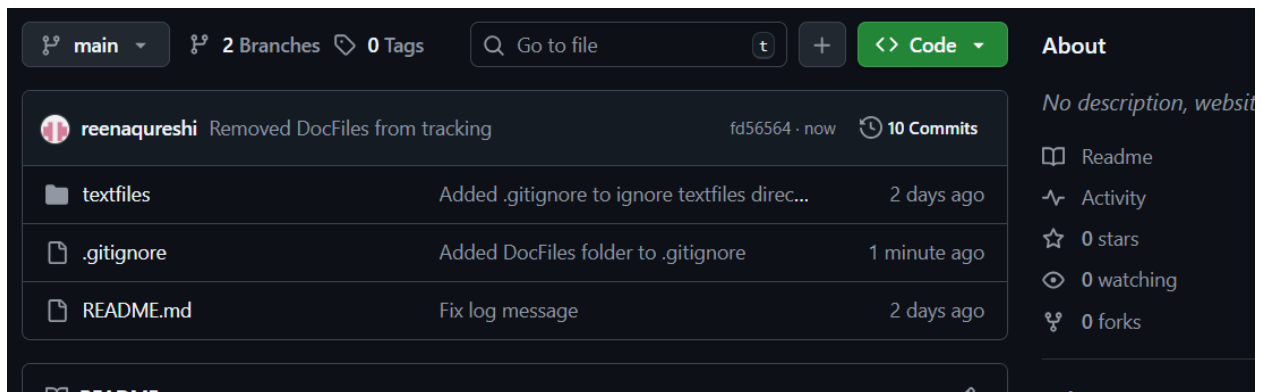 main 2 Branches 0 Tags Go to file t Code
About
No description, websit
reenaqureshi Removed DocFiles from tracking fd56564 · now 10 Commits
Readme
textfiles Added .gitignore to ignore textfiles direc... 2 days ago
Activity
0 stars
.gitignore Added DocFiles folder to .gitignore 1 minute ago
0 watching
README.md Fix log message 2 days ago
0 forks
README